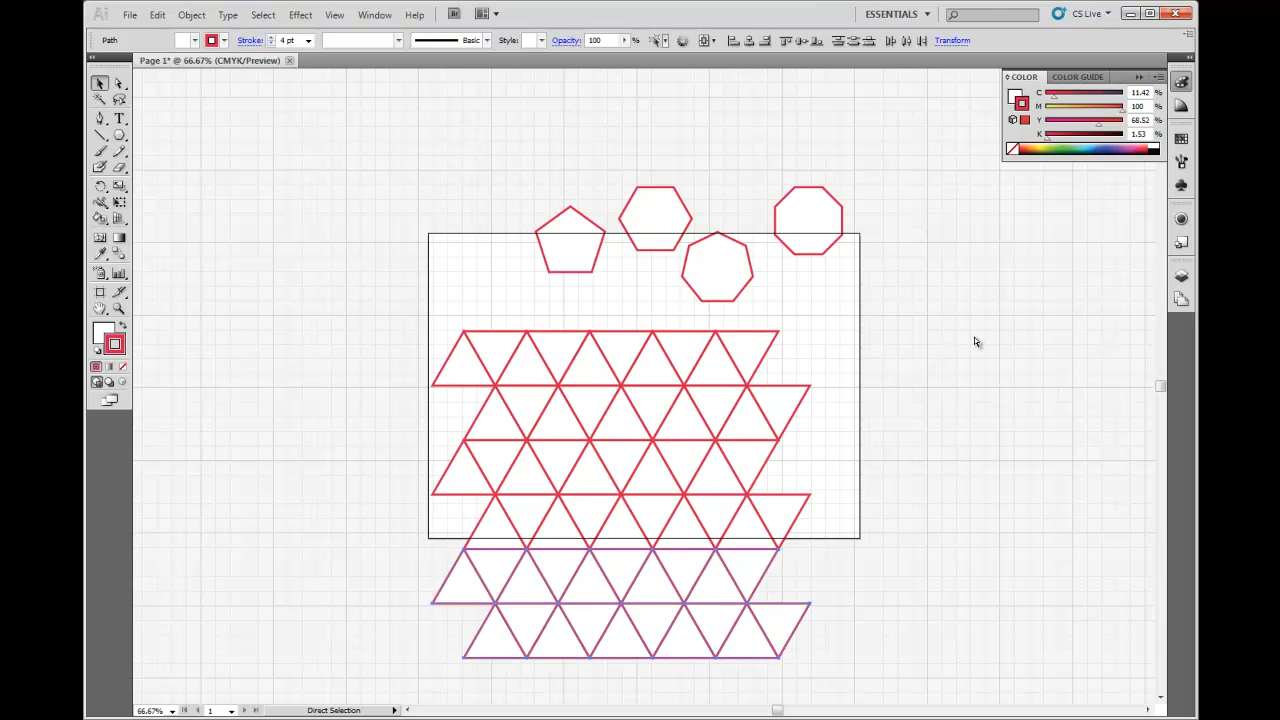 Ai File Edit Object Type Select Effect View Window Help Br ESSENTIALS CS Live
Path Stroke: 4 pt Basic Style: Opacity: 100 % Transform
Page 1* @ 66.67% (CMYK/Preview)
COLOR COLOR GUIDE
C 11.42 %
M 100 %
Y 68.52 %
K 1.53 %
T
66.67% 1 Direct Selection